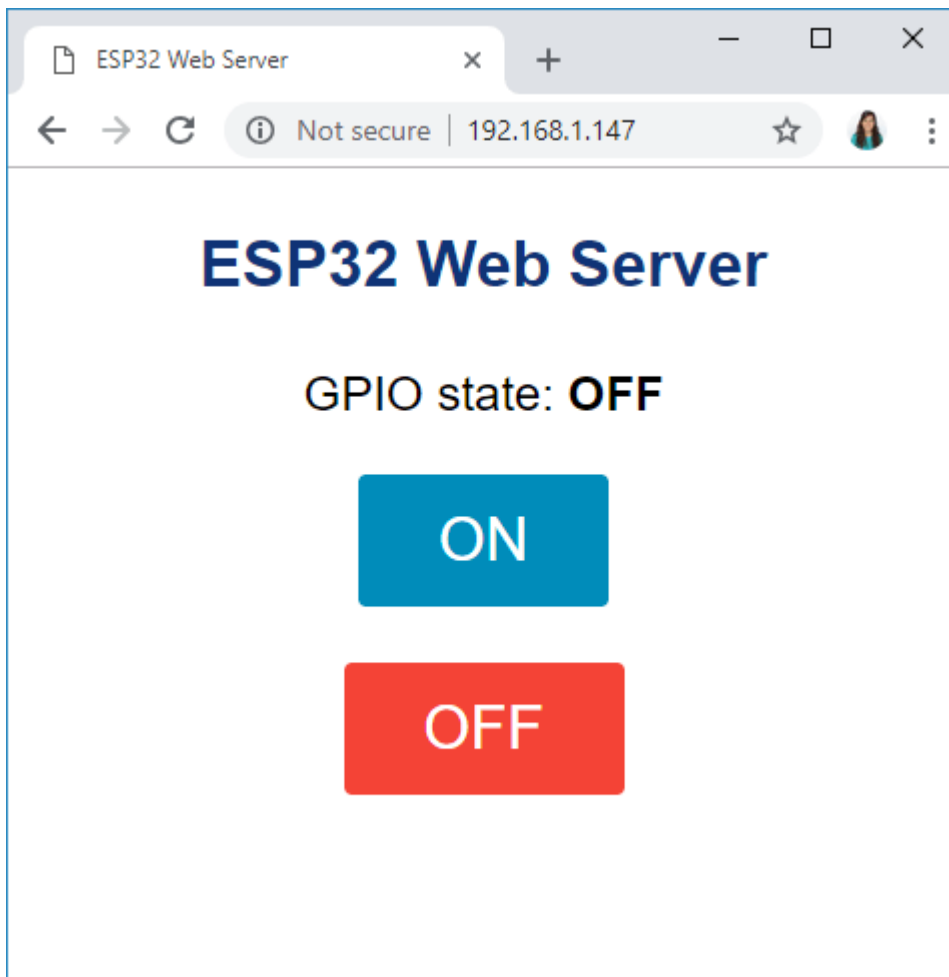 ESP32 Web Server
Not secure | 192.168.1.147
ESP32 Web Server
GPIO state: OFF
ON
OFF